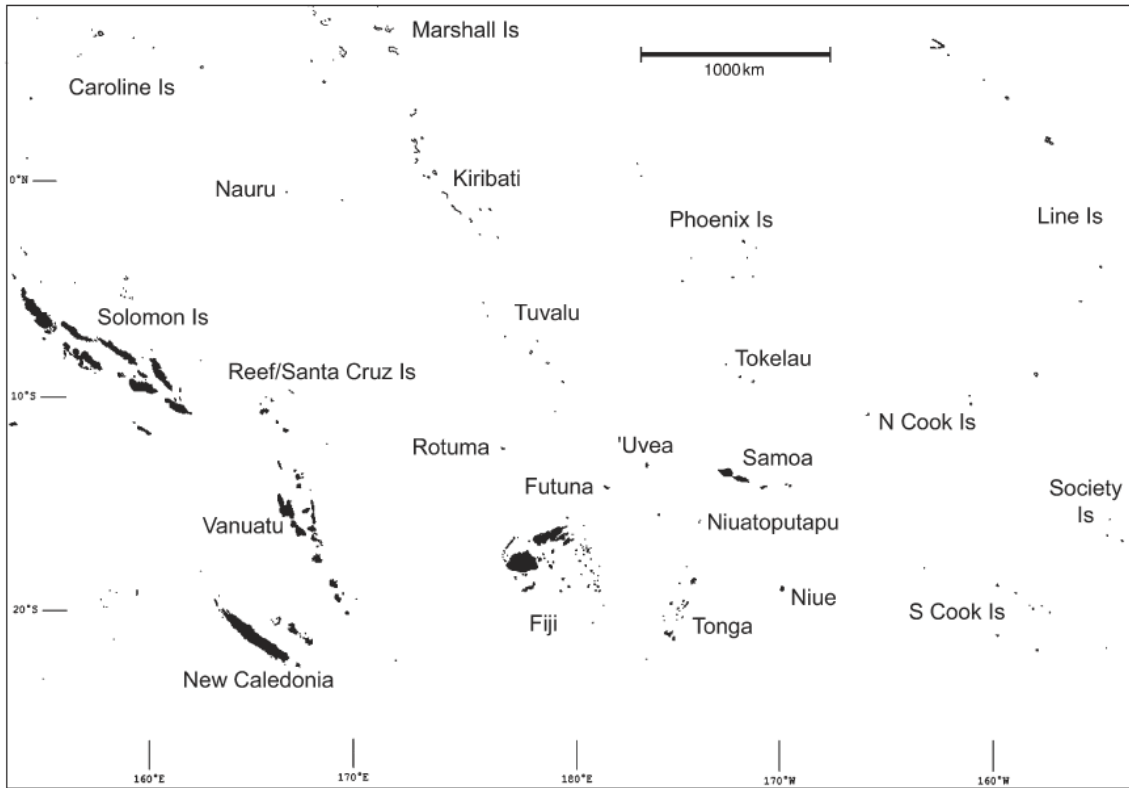 Marshall Is
1000km
Caroline Is
0°N
Nauru
Kiribati
Phoenix Is
Line Is
Solomon Is
Tuvalu
Reef/Santa Cruz Is
Tokelau
10°S
N Cook Is
Rotuma
'Uvea
Samoa
Futuna
Society
Is
Vanuatu
Niuatoputapu
20°S
Fiji
Tonga
Niue
S Cook Is
New Caledonia
160°E
170°E
180°E
170°W
160°W